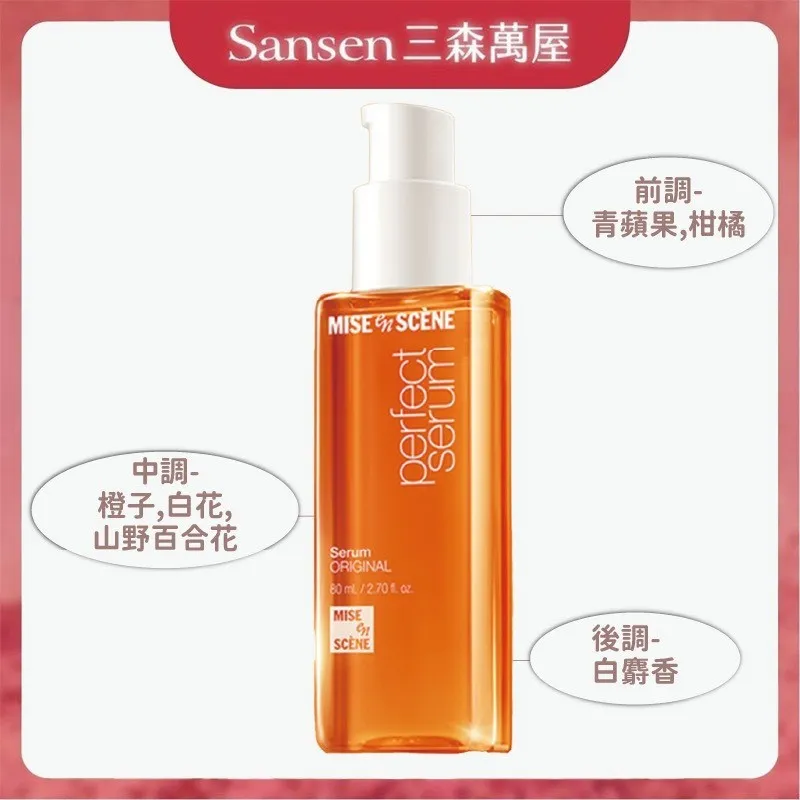 Sansen三森萬屋
前調-
青蘋果,柑橘
MISE en SCÈNE
perfect
serum
中調-
橙子,白花,
山野百合花
Serum
ORIGINAL
80 ml. / 2.70 fl. oz.
MISE
en
SCÈNE
後調-
白麝香